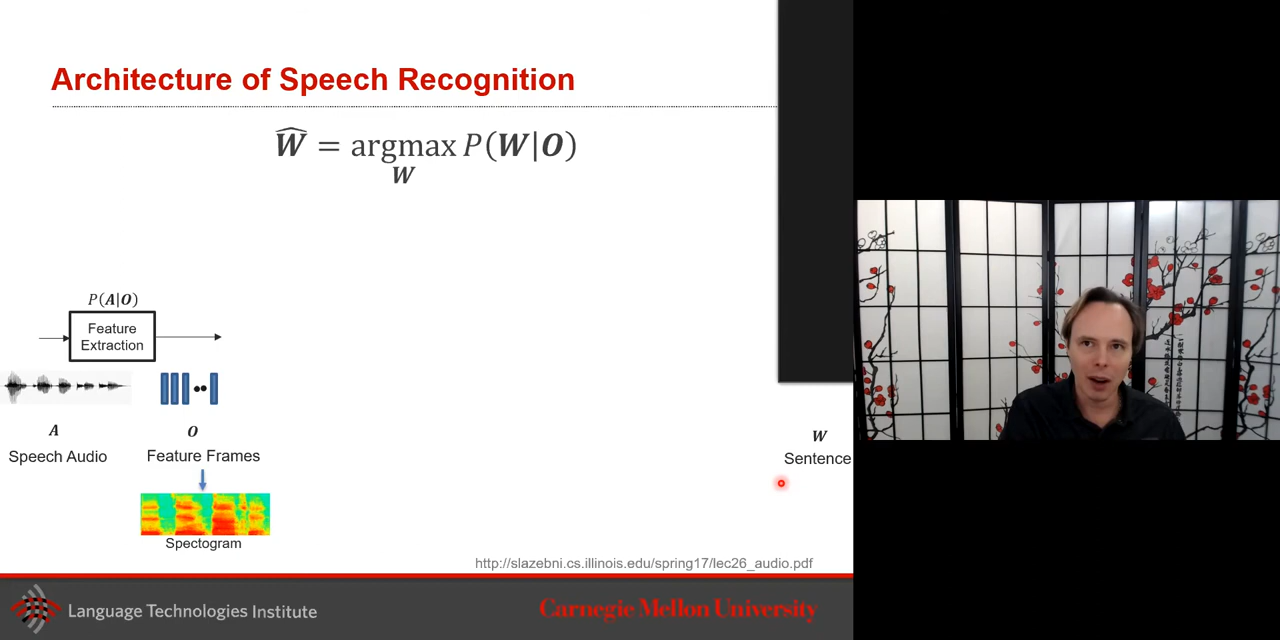 Architecture of Speech Recognition
Ŵ = argmax P(W|O)
W
P(A|O)
Feature
Extraction
A
Speech Audio
O
Feature Frames
W
Sentence
Spectogram
http://slazebni.cs.illinois.edu/spring17/lec26_audio.pdf
Language Technologies Institute
Carnegie Mellon University